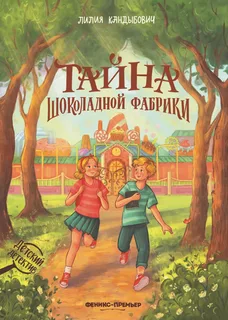 ЛИЛИЯ КАНДЫБОВИЧ
ТАЙНА
ШОКОЛАДНОЙ ФАБРИКИ
ДЕТСКИЙ
ДЕТЕКТИВ
ФЕНИКС-ПРЕМЬЕР